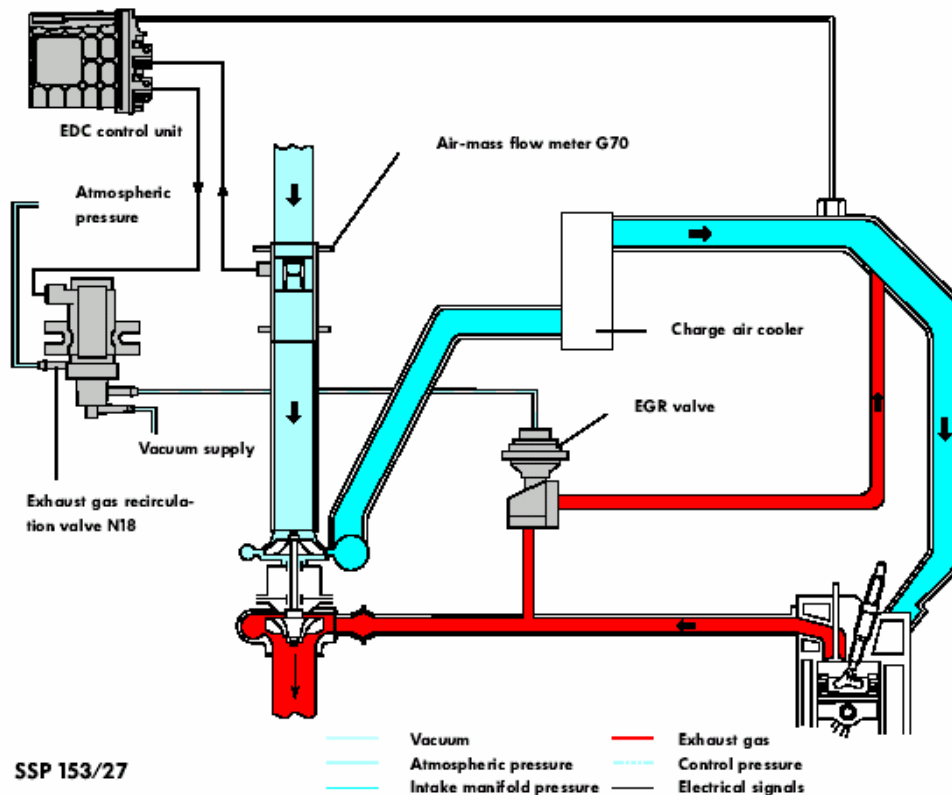 EDC control unit
Air-mass flow meter G70
Atmospheric
pressure
Charge air cooler
EGR valve
Vacuum supply
Exhaust gas recircula-
tion valve N18
Vacuum
Exhaust gas
Atmospheric pressure
Control pressure
Intake manifold pressure
Electrical signals
SSP 153/27